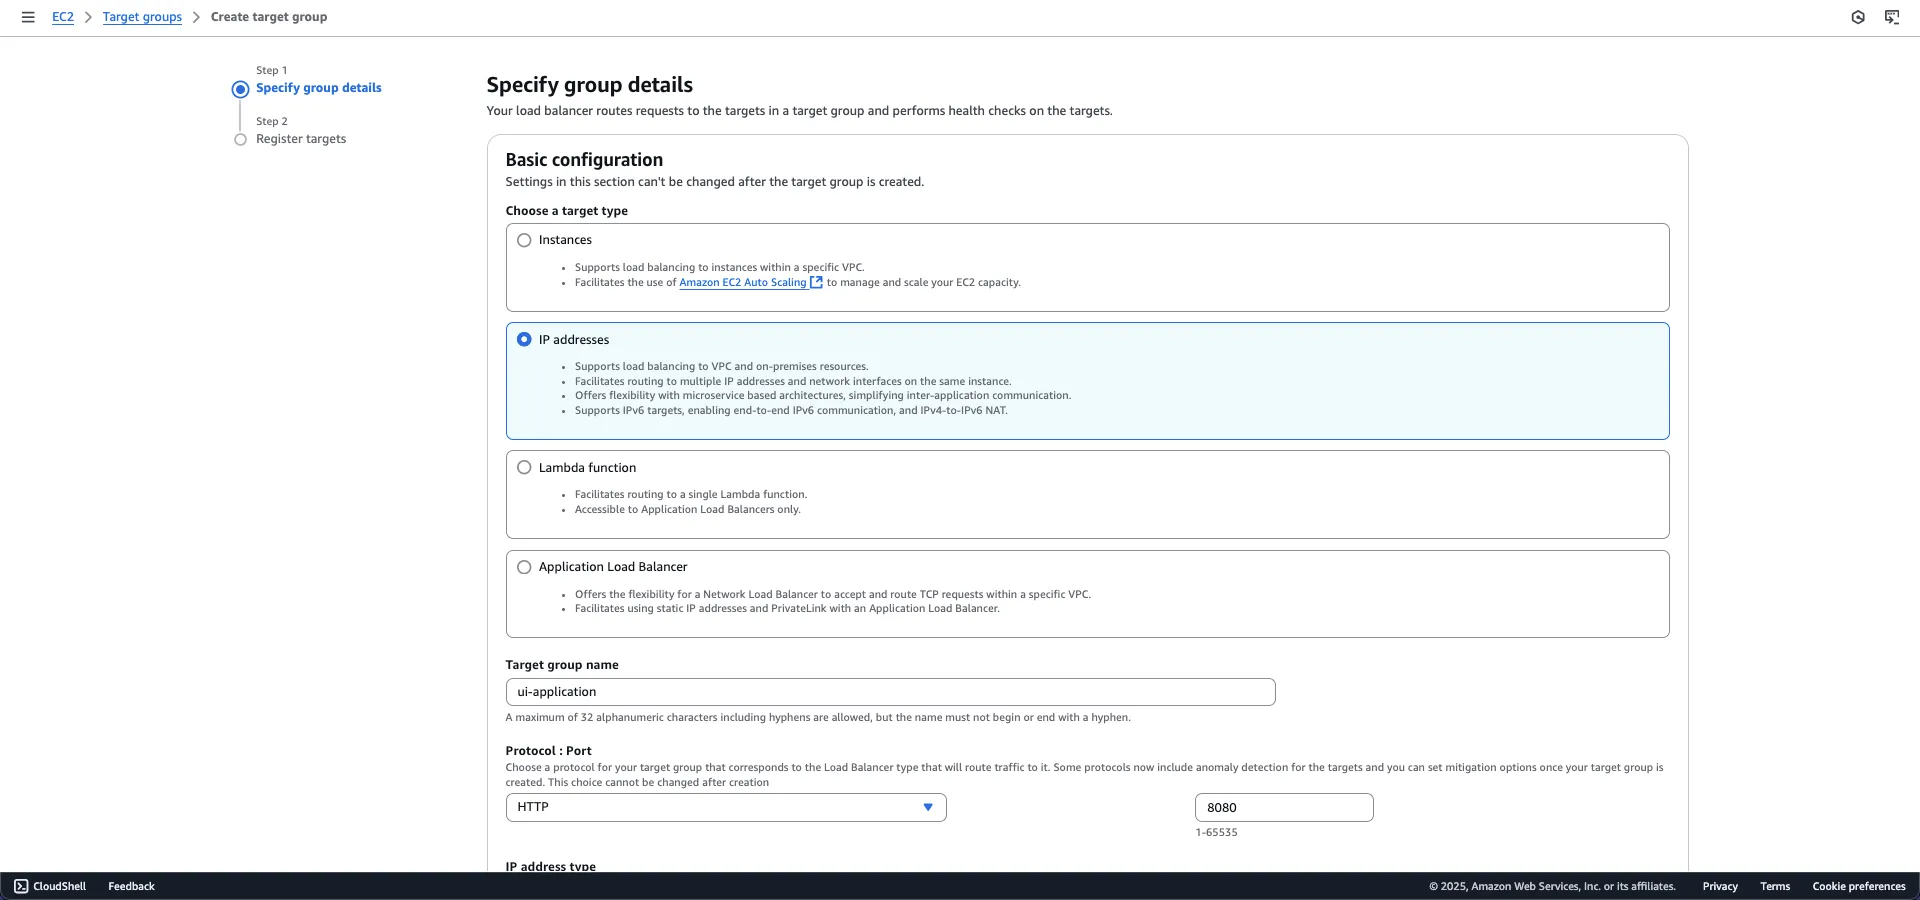 EC2 > Target groups > Create target group
Step 1
Specify group details
Step 2
Register targets
Specify group details
Your load balancer routes requests to the targets in a target group and performs health checks on the targets.
Basic configuration
Settings in this section can't be changed after the target group is created.
Choose a target type
Instances
• Supports load balancing to instances within a specific VPC.
• Facilitates the use of Amazon EC2 Auto Scaling to manage and scale your EC2 capacity.
IP addresses
• Supports load balancing to VPC and on-premises resources.
• Facilitates routing to multiple IP addresses and network interfaces on the same instance.
• Offers flexibility with microservice based architectures, simplifying inter-application communication.
• Supports IPv6 targets, enabling end-to-end IPv6 communication, and IPv4-to-IPv6 NAT.
Lambda function
• Facilitates routing to a single Lambda function.
• Accessible to Application Load Balancers only.
Application Load Balancer
• Offers the flexibility for a Network Load Balancer to accept and route TCP requests within a specific VPC.
• Facilitates using static IP addresses and PrivateLink with an Application Load Balancer.
Target group name
ui-application
A maximum of 32 alphanumeric characters including hyphens are allowed, but the name must not begin or end with a hyphen.
Protocol : Port
Choose a protocol for your target group that corresponds to the Load Balancer type that will route traffic to it. Some protocols now include anomaly detection for the targets and you can set mitigation options once your target group is
created. This choice cannot be changed after creation
HTTP
8080
1-65535
IP address type
CloudShell Feedback © 2025, Amazon Web Services, Inc. or its affiliates. Privacy Terms Cookie preferences